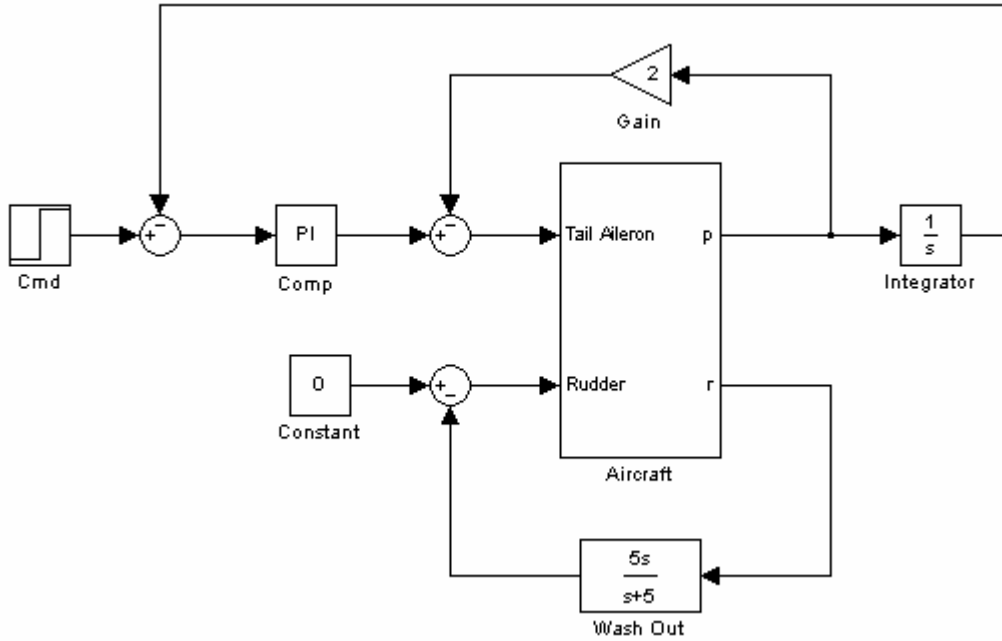 2
Gain
+
−
PI
+
−
Tail Aileron
p
1
s
Cmd
Comp
Integrator
0
+
−
Rudder
r
Constant
Aircraft
5s
s+5
Wash Out